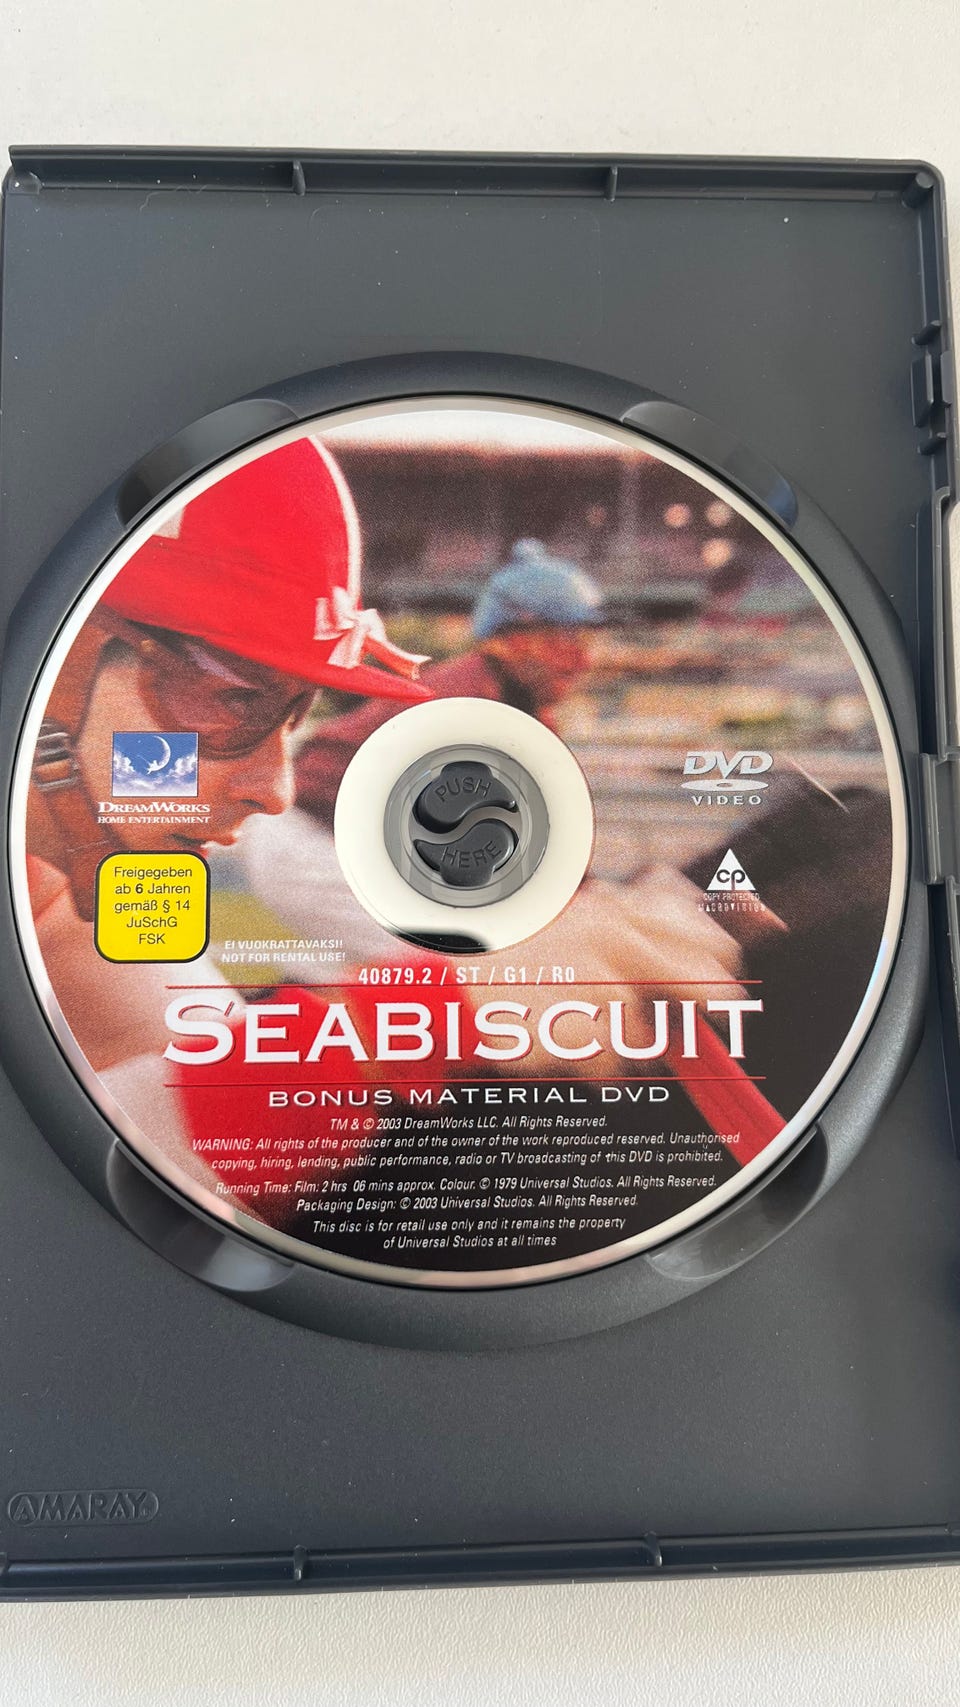 PUSH
HERE
DVD
VIDEO
DREAMWORKS
HOME ENTERTAINMENT
Freigegeben
ab 6 Jahren
gemäß § 14
JuSchG
FSK
cp
COPY PROTECTED
MACROVISION
EI VUOKRATTAVAKSI!
NOT FOR RENTAL USE!
40879.2 / ST / G1 / R0
SEABISCUIT
BONUS MATERIAL DVD
TM & © 2003 DreamWorks LLC. All Rights Reserved.
WARNING: All rights of the producer and of the owner of the work reproduced reserved. Unauthorised
copying, hiring, lending, public performance, radio or TV broadcasting of this DVD is prohibited.
Running Time: Film: 2 hrs 06 mins approx. Colour. © 1979 Universal Studios. All Rights Reserved.
Packaging Design: © 2003 Universal Studios. All Rights Reserved.
This disc is for retail use only and it remains the property
of Universal Studios at all times
AMARAY